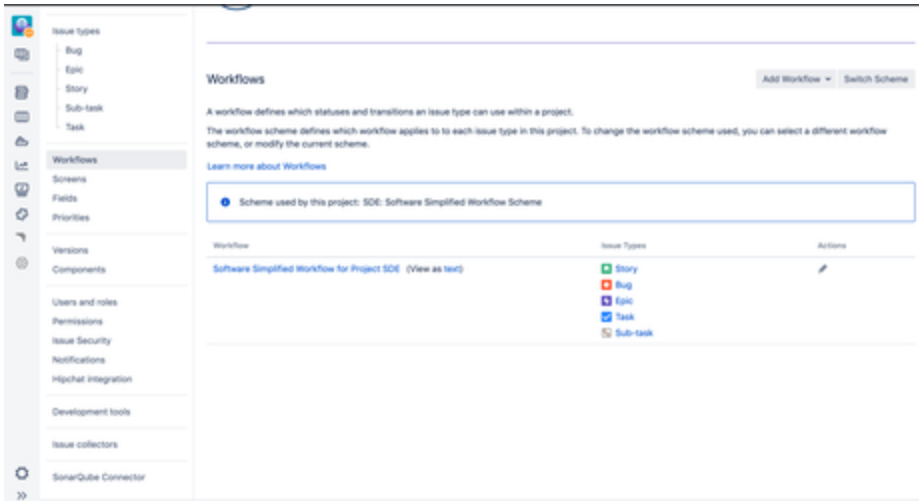 Issue types
Bug
Epic
Story
Sub-task
Task
Workflows
Screens
Fields
Priorities
Versions
Components
Users and roles
Permissions
Issue Security
Notifications
Hipchat integration
Development tools
Issue collectors
SonarQube Connector
Workflows
Add Workflow
Switch Scheme
A workflow defines which statuses and transitions an issue type can use within a project.
The workflow scheme defines which workflow applies to to each issue type in this project. To change the workflow scheme used, you can select a different workflow
scheme, or modify the current scheme.
Learn more about Workflows
Scheme used by this project: SDE: Software Simplified Workflow Scheme
Workflow Issue Types Actions
Software Simplified Workflow for Project SDE (View as text)
Story
Bug
Epic
Task
Sub-task